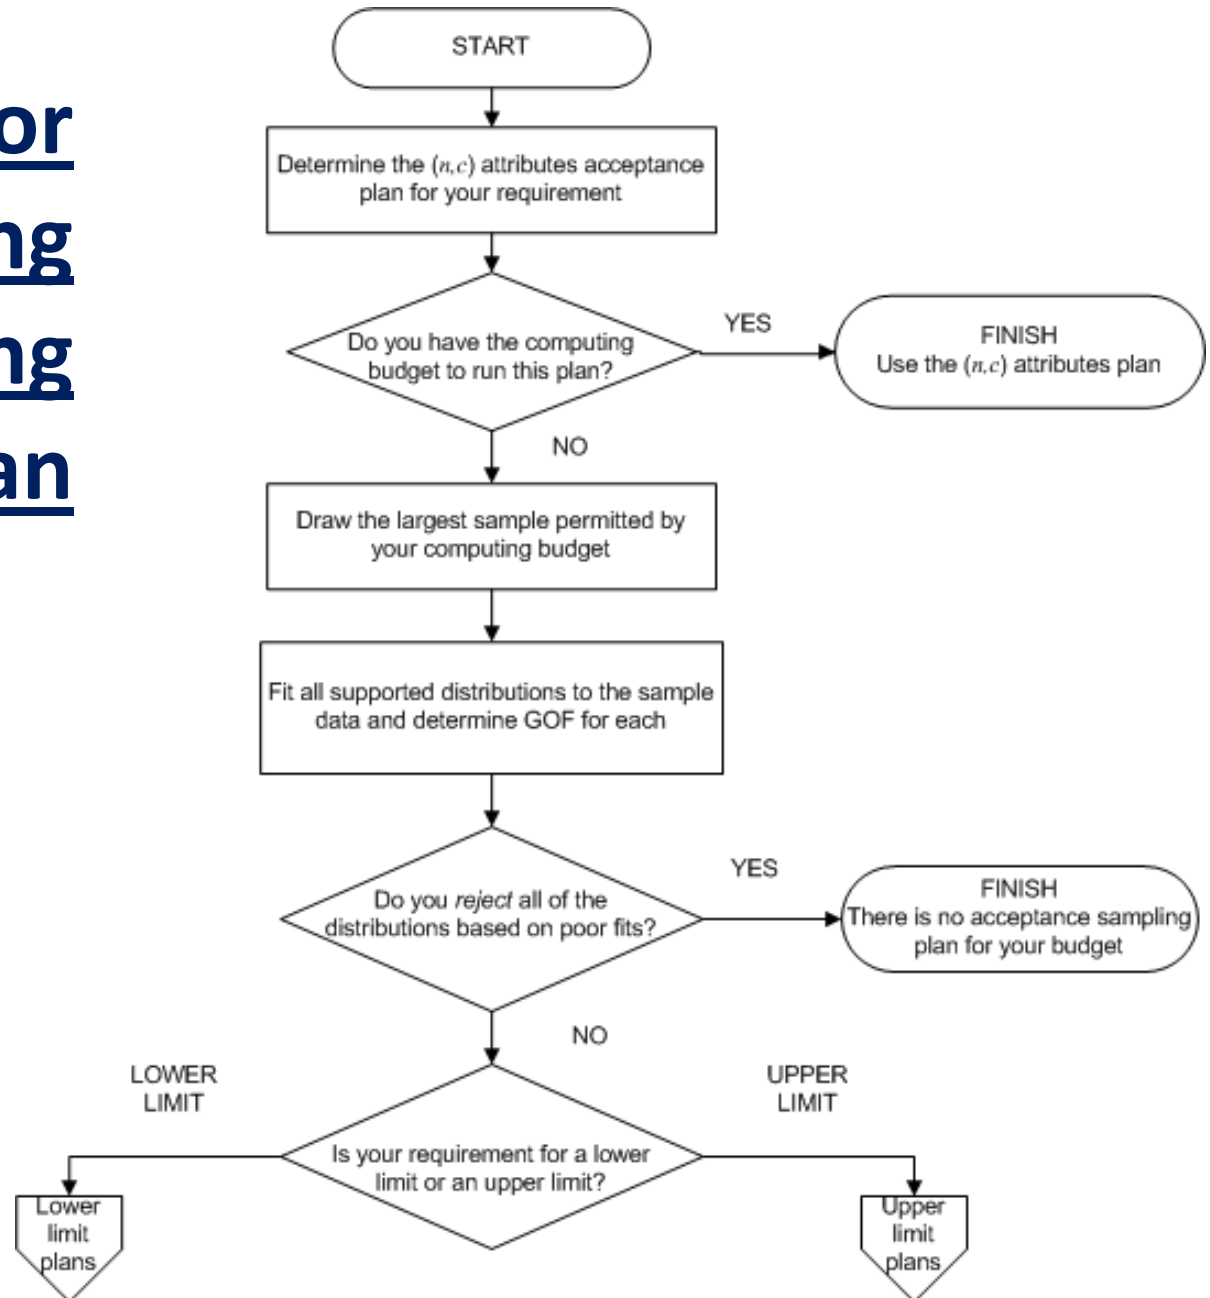 or
ng
ng
an
START
Determine the (n,c) attributes acceptance
plan for your requirement
Do you have the computing
budget to run this plan?
YES
FINISH
Use the (n,c) attributes plan
NO
Draw the largest sample permitted by
your computing budget
Fit all supported distributions to the sample
data and determine GOF for each
Do you reject all of the
distributions based on poor fits?
YES
FINISH
There is no acceptance sampling
plan for your budget
NO
LOWER
LIMIT
UPPER
LIMIT
Is your requirement for a lower
limit or an upper limit?
Lower
limit
plans
Upper
limit
plans